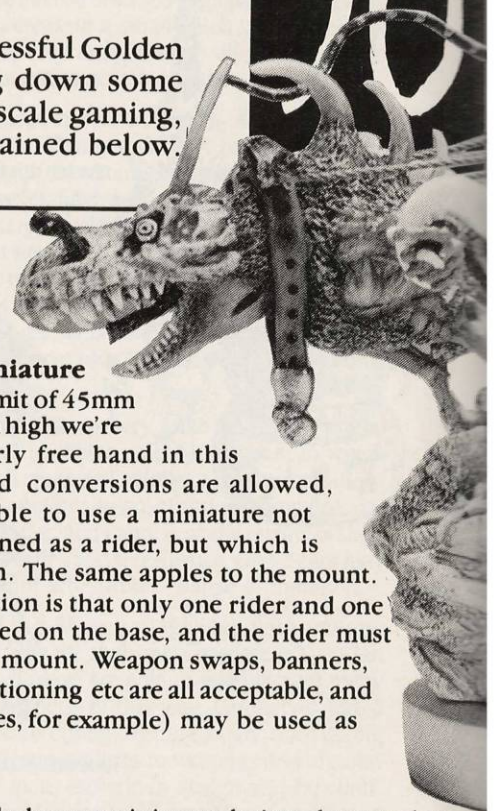 essful Golden
down some
scale gaming,
ained below.
niature
mit of 45mm
high we're
rly free hand in this
d conversions are allowed,
ble to use a miniature not
ned as a rider, but which is
n. The same applies to the mount.
ion is that only one rider and one
ed on the base, and the rider must
mount. Weapon swaps, banners,
tioning etc are all acceptable, and
es, for example) may be used as